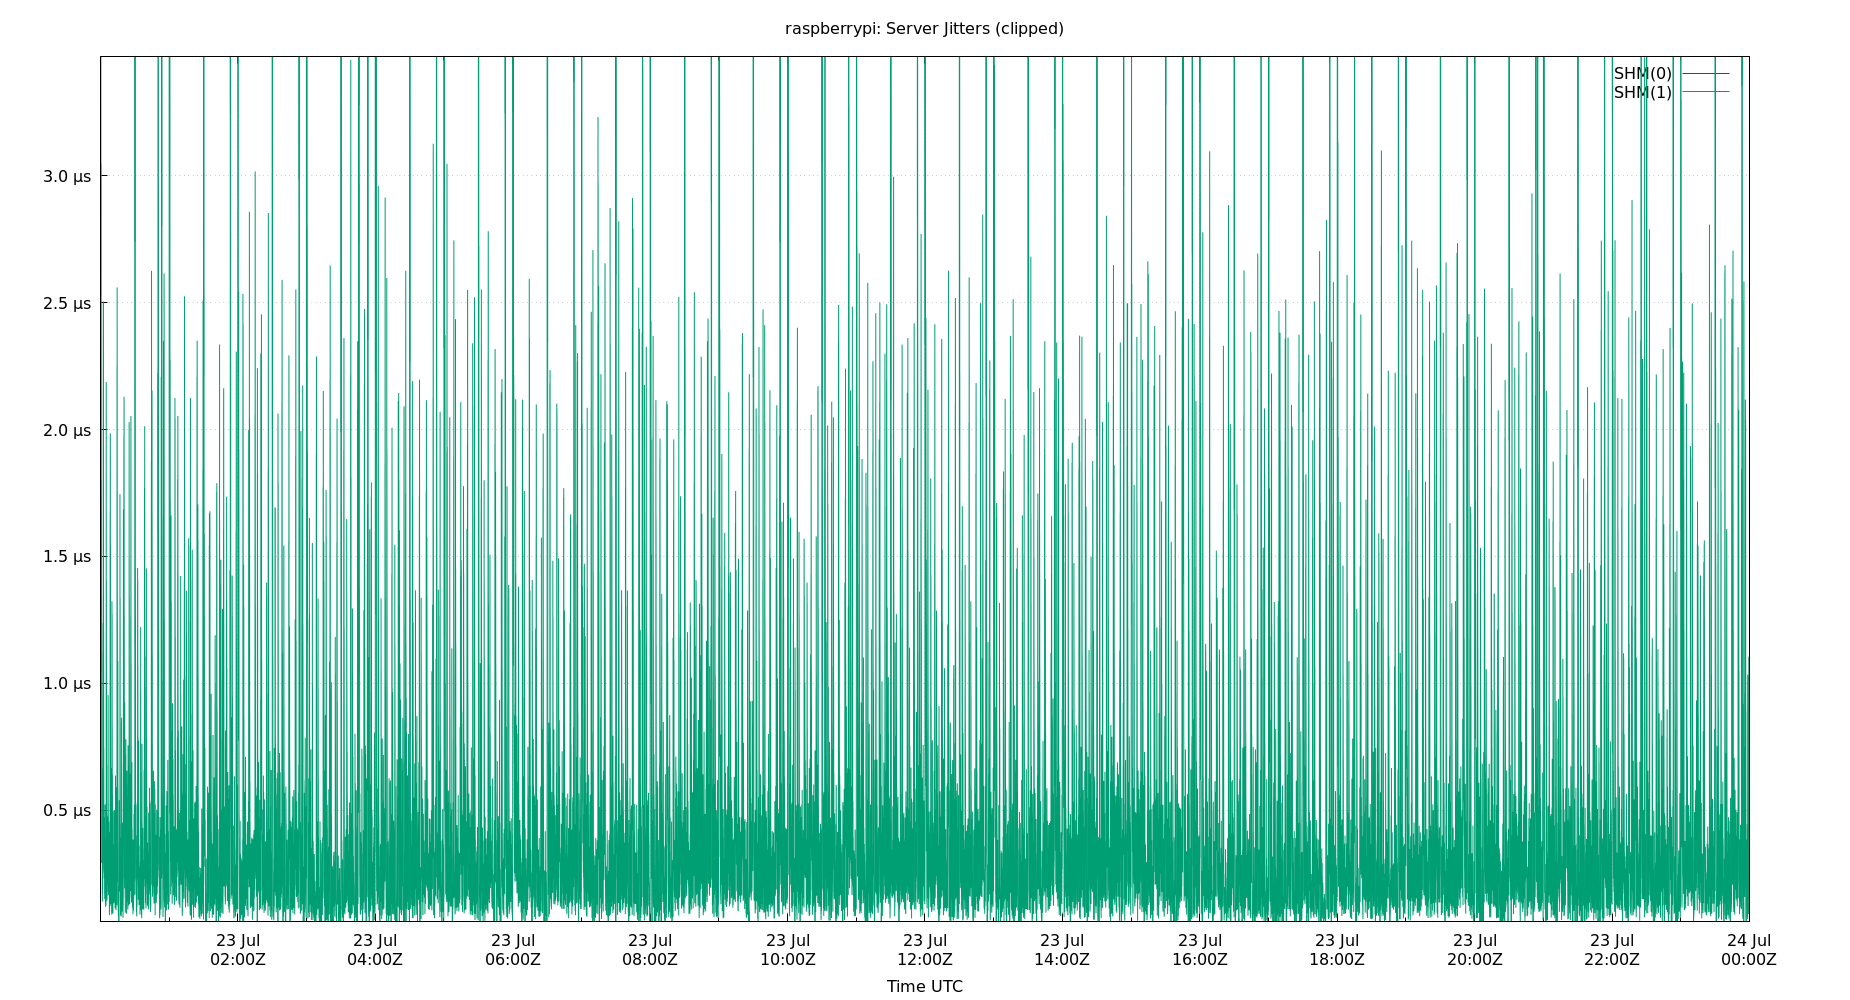 raspberrypi: Server Jitters (clipped)
SHM(0)
SHM(1)
3.0 µs
2.5 µs
2.0 µs
1.5 µs
1.0 µs
0.5 µs
23 Jul 23 Jul 23 Jul 23 Jul 23 Jul 23 Jul 23 Jul 23 Jul 23 Jul 23 Jul 23 Jul 24 Jul
02:00Z 04:00Z 06:00Z 08:00Z 10:00Z 12:00Z 14:00Z 16:00Z 18:00Z 20:00Z 22:00Z 00:00Z
Time UTC